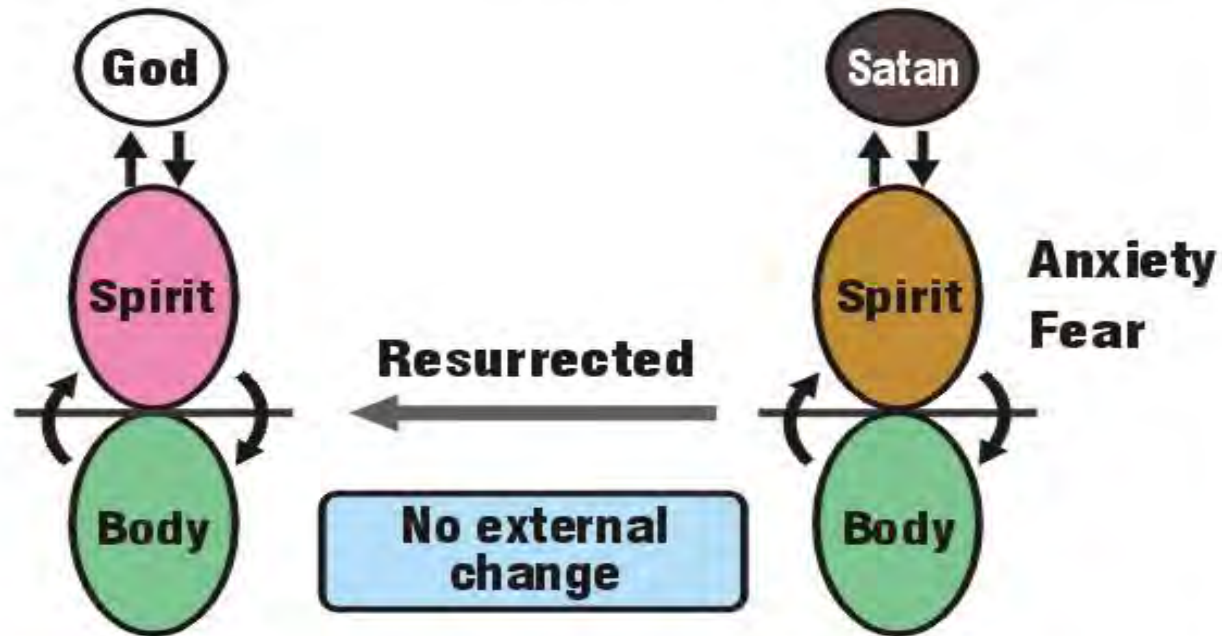 God
Satan
Spirit
Spirit
Anxiety
Fear
Resurrected
Body
No external
change
Body